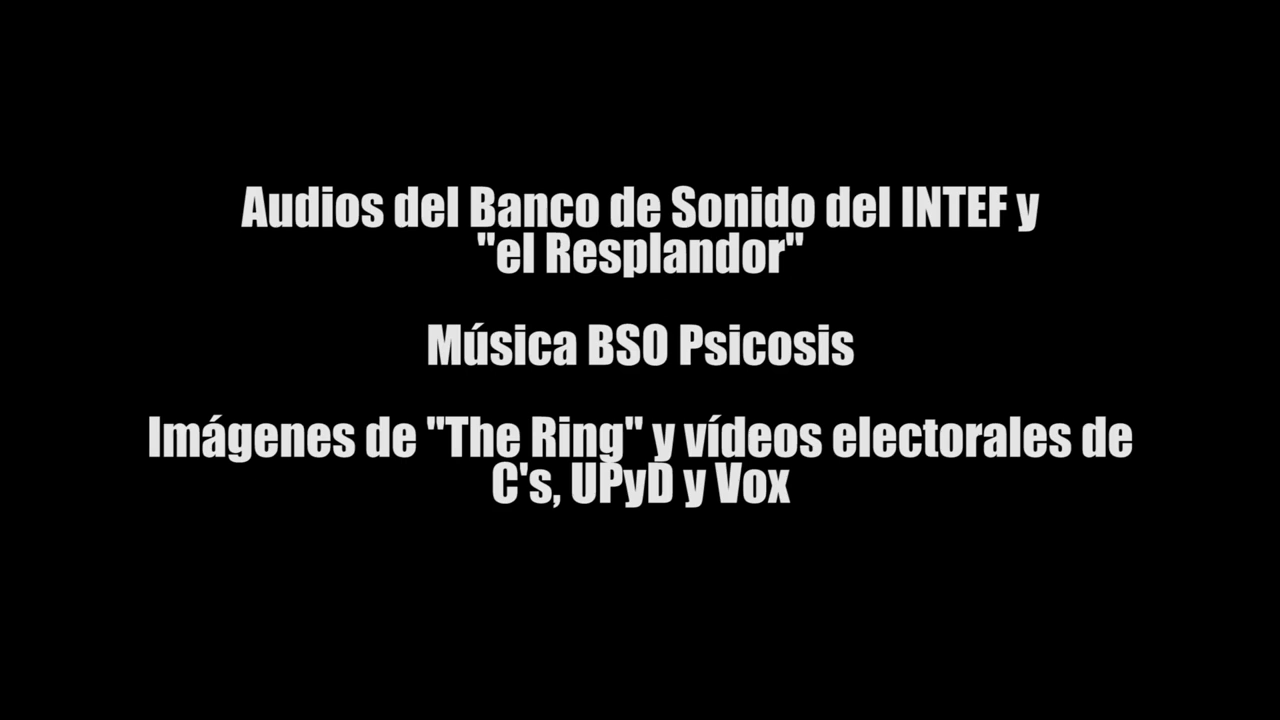 Audios del Banco de Sonido del INTEF y
"el Resplandor"
Música BSO Psicosis
Imágenes de "The Ring" y vídeos electorales de
C's, UPyD y Vox